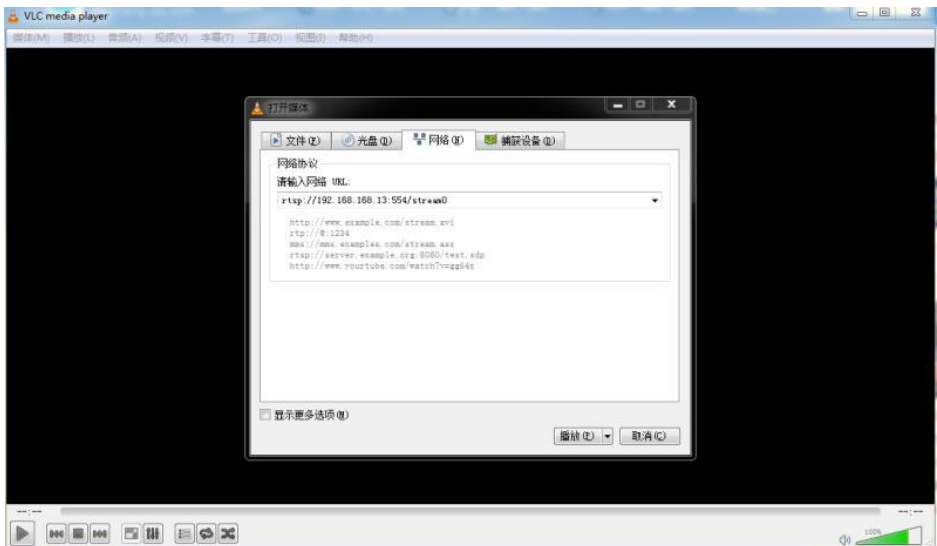 VLC media player
媒体(M) 播放(L) 音频(A) 视频(V) 字幕(T) 工具(O) 视图(I) 帮助(H)
打开媒体
文件(F) 光盘(D) 网络(N) 捕获设备(D)
网络协议
请输入网络 URL:
rtsp://192.168.168.13:554/stream0
http://www.example.com/stream.avi
rtp://@:1234
mms://mms.examples.com/stream.asx
rtsp://server.example.org:8080/test.sdp
http://www.yourtube.com/watch?v=gg64x
显示更多选项(M)
播放(P) 取消(C)
--:-- --:--
100%